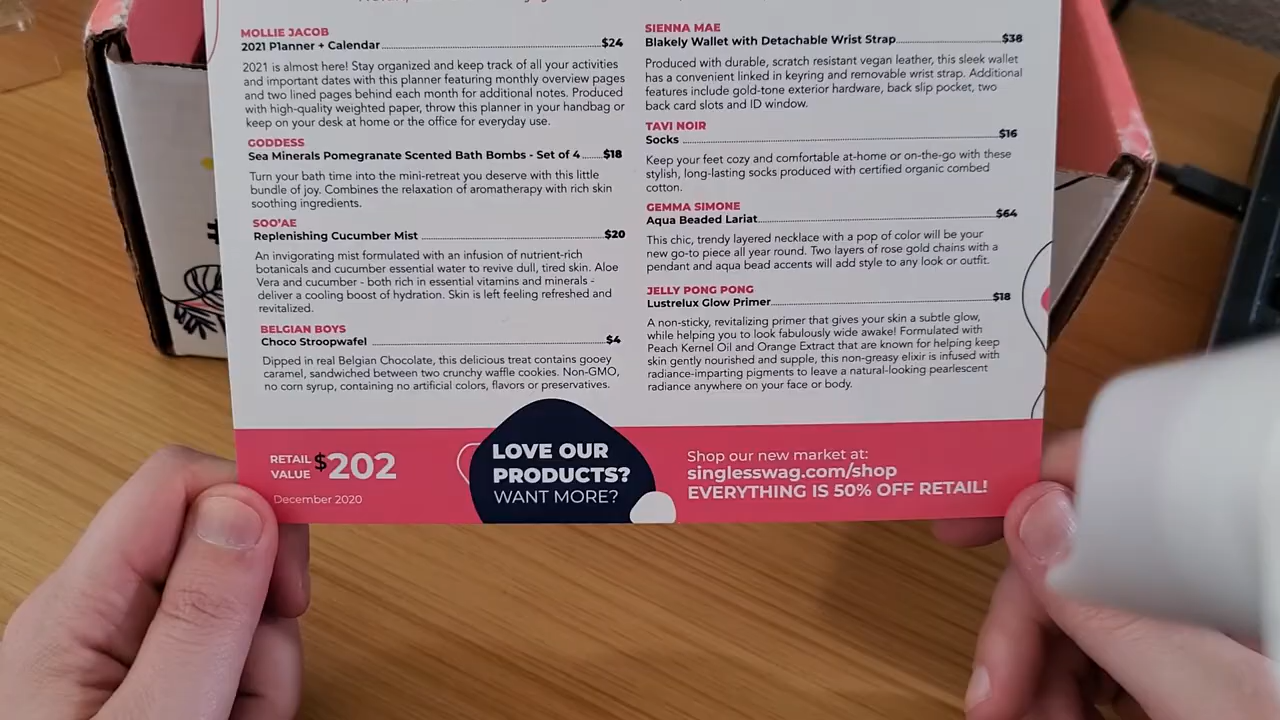 MOLLIE JACOB
2021 Planner + Calendar $24
2021 is almost here! Stay organized and keep track of all your activities
and important dates with this planner featuring monthly overview pages
and two lined pages behind each month for additional notes. Produced
with high-quality weighted paper, throw this planner in your handbag or
keep on your desk at home or the office for everyday use.
GODDESS
Sea Minerals Pomegranate Scented Bath Bombs - Set of 4 $18
Turn your bath time into the mini-retreat you deserve with this little
bundle of joy. Combines the relaxation of aromatherapy with rich skin
soothing ingredients.
SOO'AE
Replenishing Cucumber Mist $20
An invigorating mist formulated with an infusion of nutrient-rich
botanicals and cucumber essential water to revive dull, tired skin. Aloe
Vera and cucumber - both rich in essential vitamins and minerals -
deliver a cooling boost of hydration. Skin is left feeling refreshed and
revitalized.
BELGIAN BOYS
Choco Stroopwafel $4
Dipped in real Belgian Chocolate, this delicious treat contains gooey
caramel, sandwiched between two crunchy waffle cookies. Non-GMO,
no corn syrup, containing no artificial colors, flavors or preservatives.
SIENNA MAE
Blakely Wallet with Detachable Wrist Strap $38
Produced with durable, scratch resistant vegan leather, this sleek wallet
has a convenient linked in keyring and removable wrist strap. Additional
features include gold-tone exterior hardware, back slip pocket, two
back card slots and ID window.
TAVI NOIR
Socks $16
Keep your feet cozy and comfortable at-home or on-the-go with these
stylish, long-lasting socks produced with certified organic combed
cotton.
GEMMA SIMONE
Aqua Beaded Lariat $64
This chic, trendy layered necklace with a pop of color will be your
new go-to piece all year round. Two layers of rose gold chains with a
pendant and aqua bead accents will add style to any look or outfit.
JELLY PONG PONG
Lustrelux Glow Primer $18
A non-sticky, revitalizing primer that gives your skin a subtle glow,
while helping you to look fabulously wide awake! Formulated with
Peach Kernel Oil and Orange Extract that are known for helping keep
skin gently nourished and supple, this non-greasy elixir is infused with
radiance-imparting pigments to leave a natural-looking pearlescent
radiance anywhere on your face or body.
RETAIL
VALUE $202
December 2020
LOVE OUR
PRODUCTS?
WANT MORE?
Shop our new market at:
singlesswag.com/shop
EVERYTHING IS 50% OFF RETAIL!